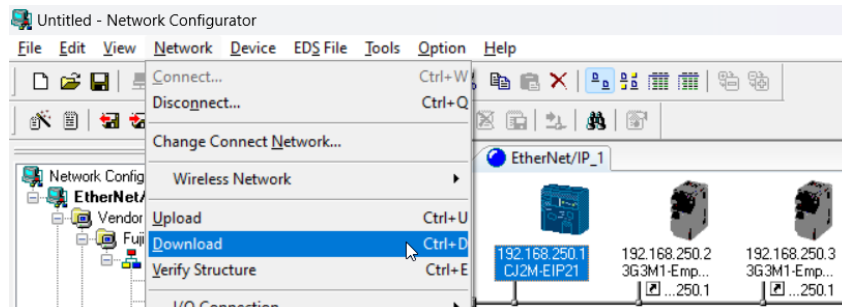 Untitled - Network Configurator
File Edit View Network Device EDS File Tools Option Help
Connect... Ctrl+W
Disconnect... Ctrl+Q
Change Connect Network...
Wireless Network
Upload Ctrl+U
Download Ctrl+D
Verify Structure Ctrl+E
I/O Connection
Network Config
EtherNet/
Vendor
Fuji
EtherNet/IP_1
192.168.250.1
CJ2M-EIP21
192.168.250.2
3G3M1-Emp...
...250.1
192.168.250.3
3G3M1-Emp...
...250.1